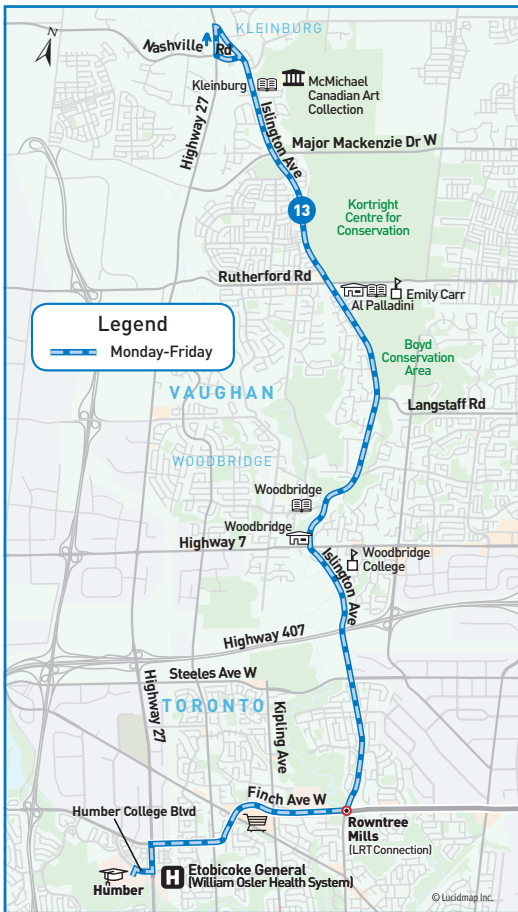 N
KLEINBURG
Nashville Rd
Kleinburg
McMichael
Canadian Art
Collection
Highway 27
Islington Ave
Major Mackenzie Dr W
13
Kortright
Centre for
Conservation
Rutherford Rd
Emily Carr
Al Palladini
Legend
Monday-Friday
Boyd
Conservation
Area
VAUGHAN
Langstaff Rd
WOODBRIDGE
Woodbridge
Woodbridge
Highway 7
Islington Ave
Woodbridge
College
Highway 407
Steeles Ave W
Highway 27
TORONTO
Kipling Ave
Finch Ave W
Humber College Blvd
Rowntree
Mills
(LRT Connection)
Humber
H
Etobicoke General
(William Osler Health System)
© Lucidmap Inc.